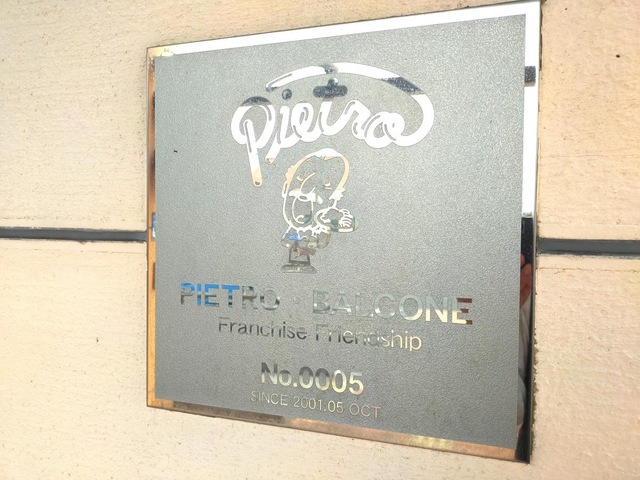 Pietro
PIETRO · BALCONE
Franchise Friendship
No.0005
SINCE 2001.05 OCT